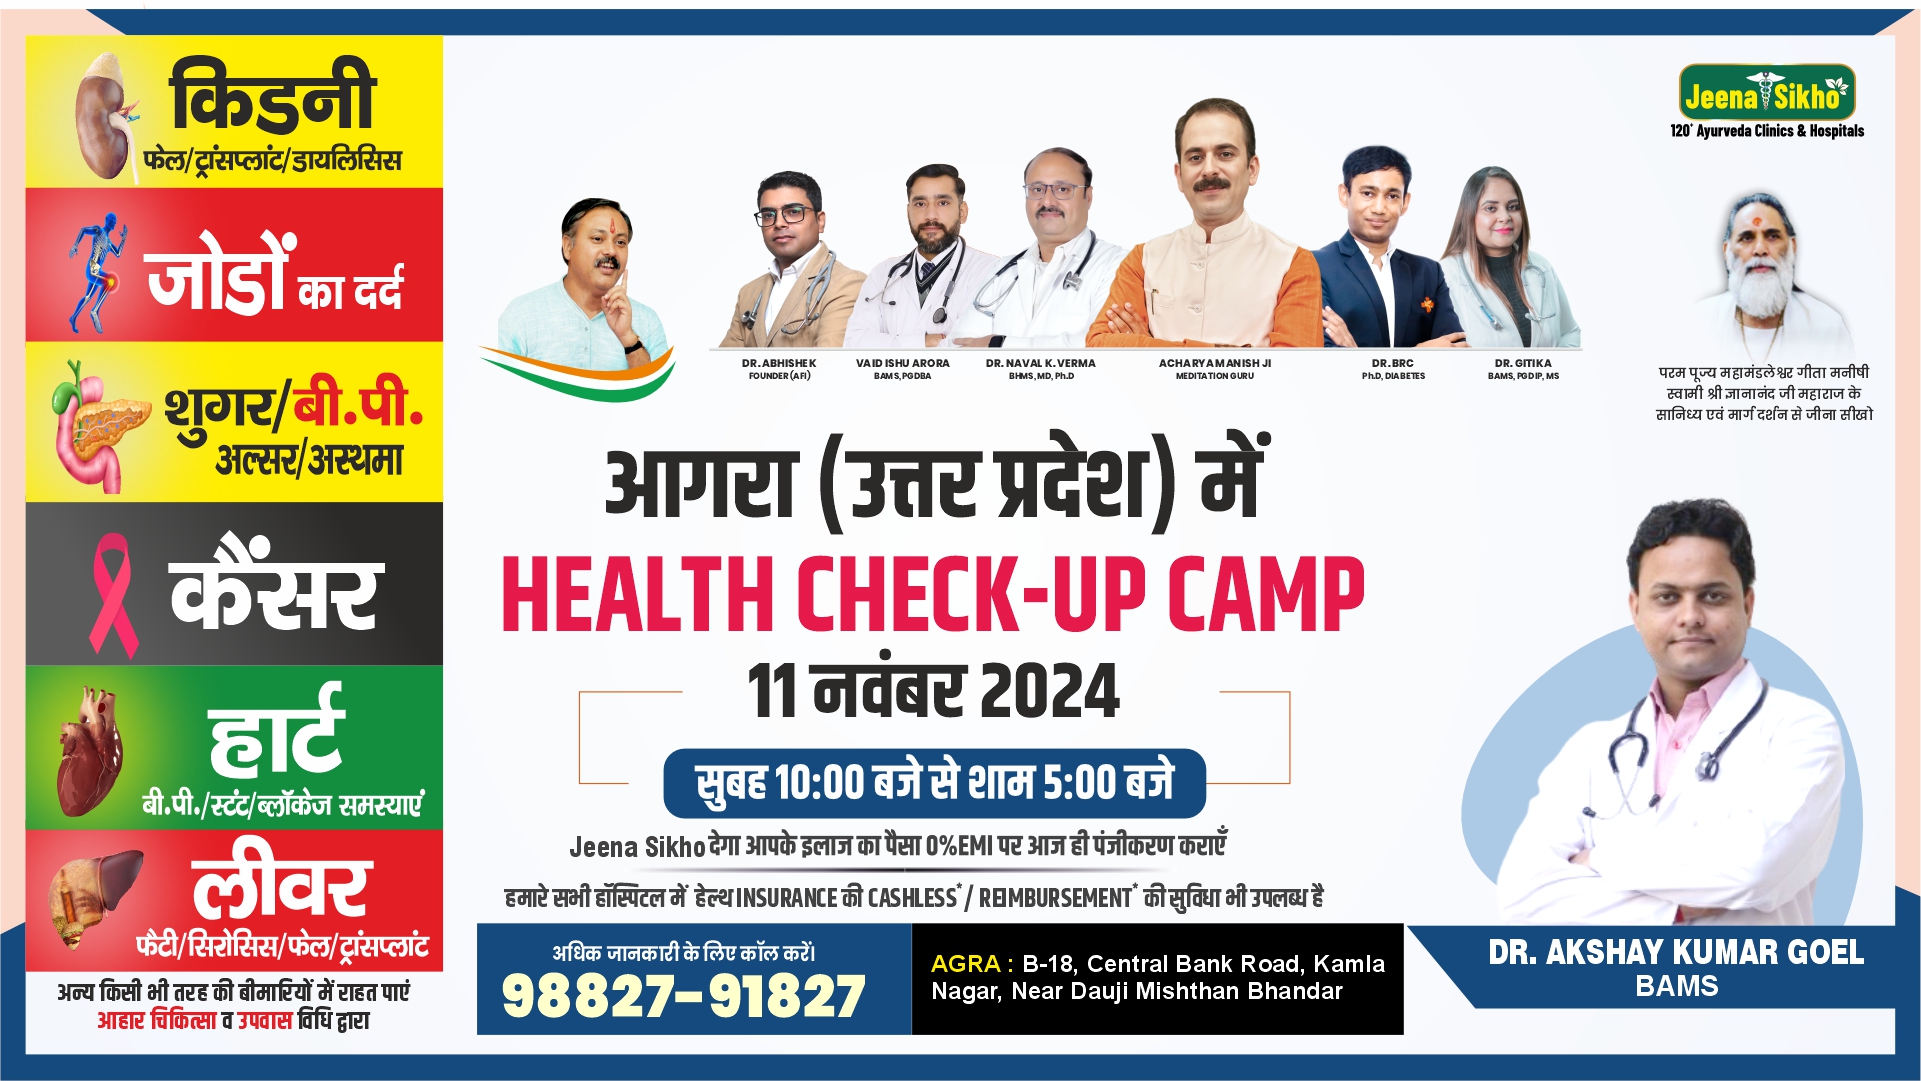 किडनी
फेल/ट्रांसप्लांट/डायलिसिस
जोड़ों का दर्द
शुगर/बी.पी.
अल्सर/अस्थमा
कैंसर
हार्ट
बी.पी./स्टंट/ब्लॉकेज समस्याएं
लीवर
फैटी/सिरोसिस/फेल/ट्रांसप्लांट
अन्य किसी भी तरह की बीमारियों में राहत पाएं
आहार चिकित्सा व उपवास विधि द्वारा
Jeena Sikho
120+ Ayurveda Clinics & Hospitals
DR. ABHISHEK
FOUNDER (AFI)
VAID ISHU ARORA
BAMS, PGDBA
DR. NAVAL K. VERMA
BHMS, MD, Ph.D
ACHARYA MANISH JI
MEDITATION GURU
DR. BRC
Ph.D, DIABETES
DR. GITIKA
BAMS, PGDIP, MS
परम पूज्य महामंडलेश्वर गीता मनीषी
स्वामी श्री ज्ञानानंद जी महाराज के
सानिध्य एवं मार्ग दर्शन से जीना सीखो
आगरा (उत्तर प्रदेश) में
HEALTH CHECK-UP CAMP
11 नवंबर 2024
सुबह 10:00 बजे से शाम 5:00 बजे
Jeena Sikho देगा आपके इलाज का पैसा 0%EMI पर आज ही पंजीकरण कराएँ
हमारे सभी हॉस्पिटल में हेल्थ INSURANCE की CASHLESS* / REIMBURSEMENT* की सुविधा भी उपलब्ध है
अधिक जानकारी के लिए कॉल करें।
98827-91827
AGRA : B-18, Central Bank Road, Kamla
Nagar, Near Dauji Mishthan Bhandar
DR. AKSHAY KUMAR GOEL
BAMS